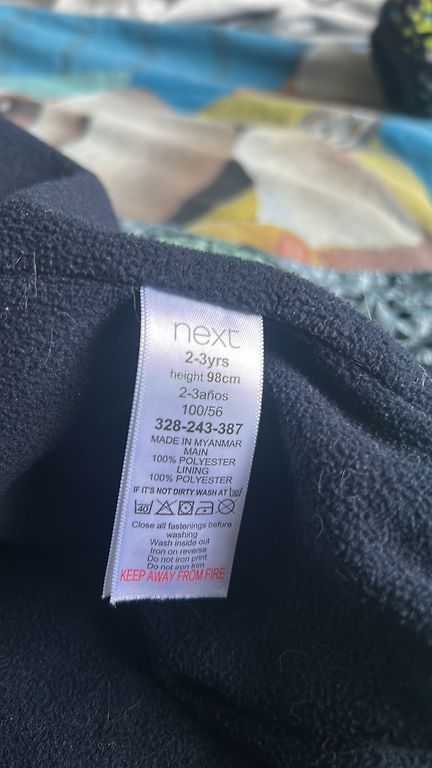 next
2-3yrs
height 98cm
2-3años
100/56
328-243-387
MADE IN MYANMAR
MAIN
100% POLYESTER
LINING
100% POLYESTER
IF IT'S NOT DIRTY WASH AT 30
40
Close all fastenings before
washing
Wash inside out
Iron on reverse
Do not iron print
Do not iron trim
KEEP AWAY FROM FIRE